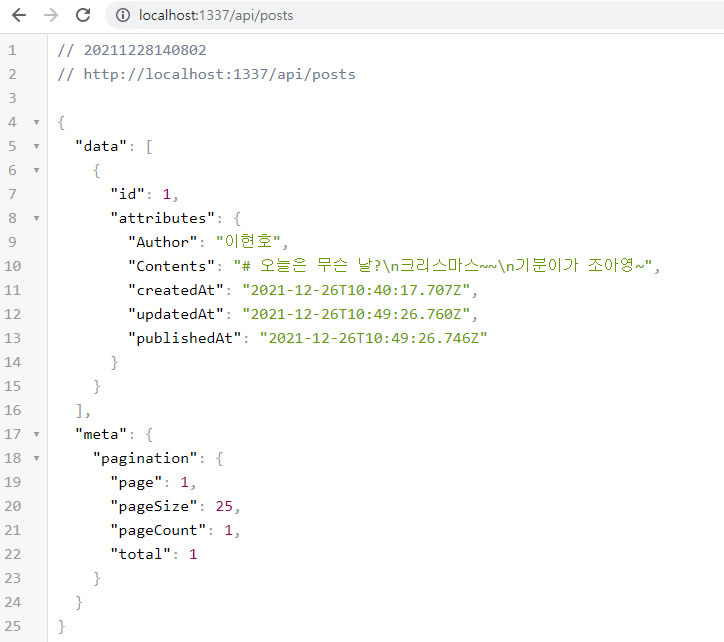 localhost:1337/api/posts
1 // 20211228140802
2 // http://localhost:1337/api/posts
3
4 {
5 "data": [
6 {
7 "id": 1,
8 "attributes": {
9 "Author": "이현호",
10 "Contents": "# 오늘은 무슨 날?\n크리스마스~~\n기분이가 조아영~",
11 "createdAt": "2021-12-26T10:40:17.707Z",
12 "updatedAt": "2021-12-26T10:49:26.760Z",
13 "publishedAt": "2021-12-26T10:49:26.746Z"
14 }
15 }
16 ],
17 "meta": {
18 "pagination": {
19 "page": 1,
20 "pageSize": 25,
21 "pageCount": 1,
22 "total": 1
23 }
24 }
25 }